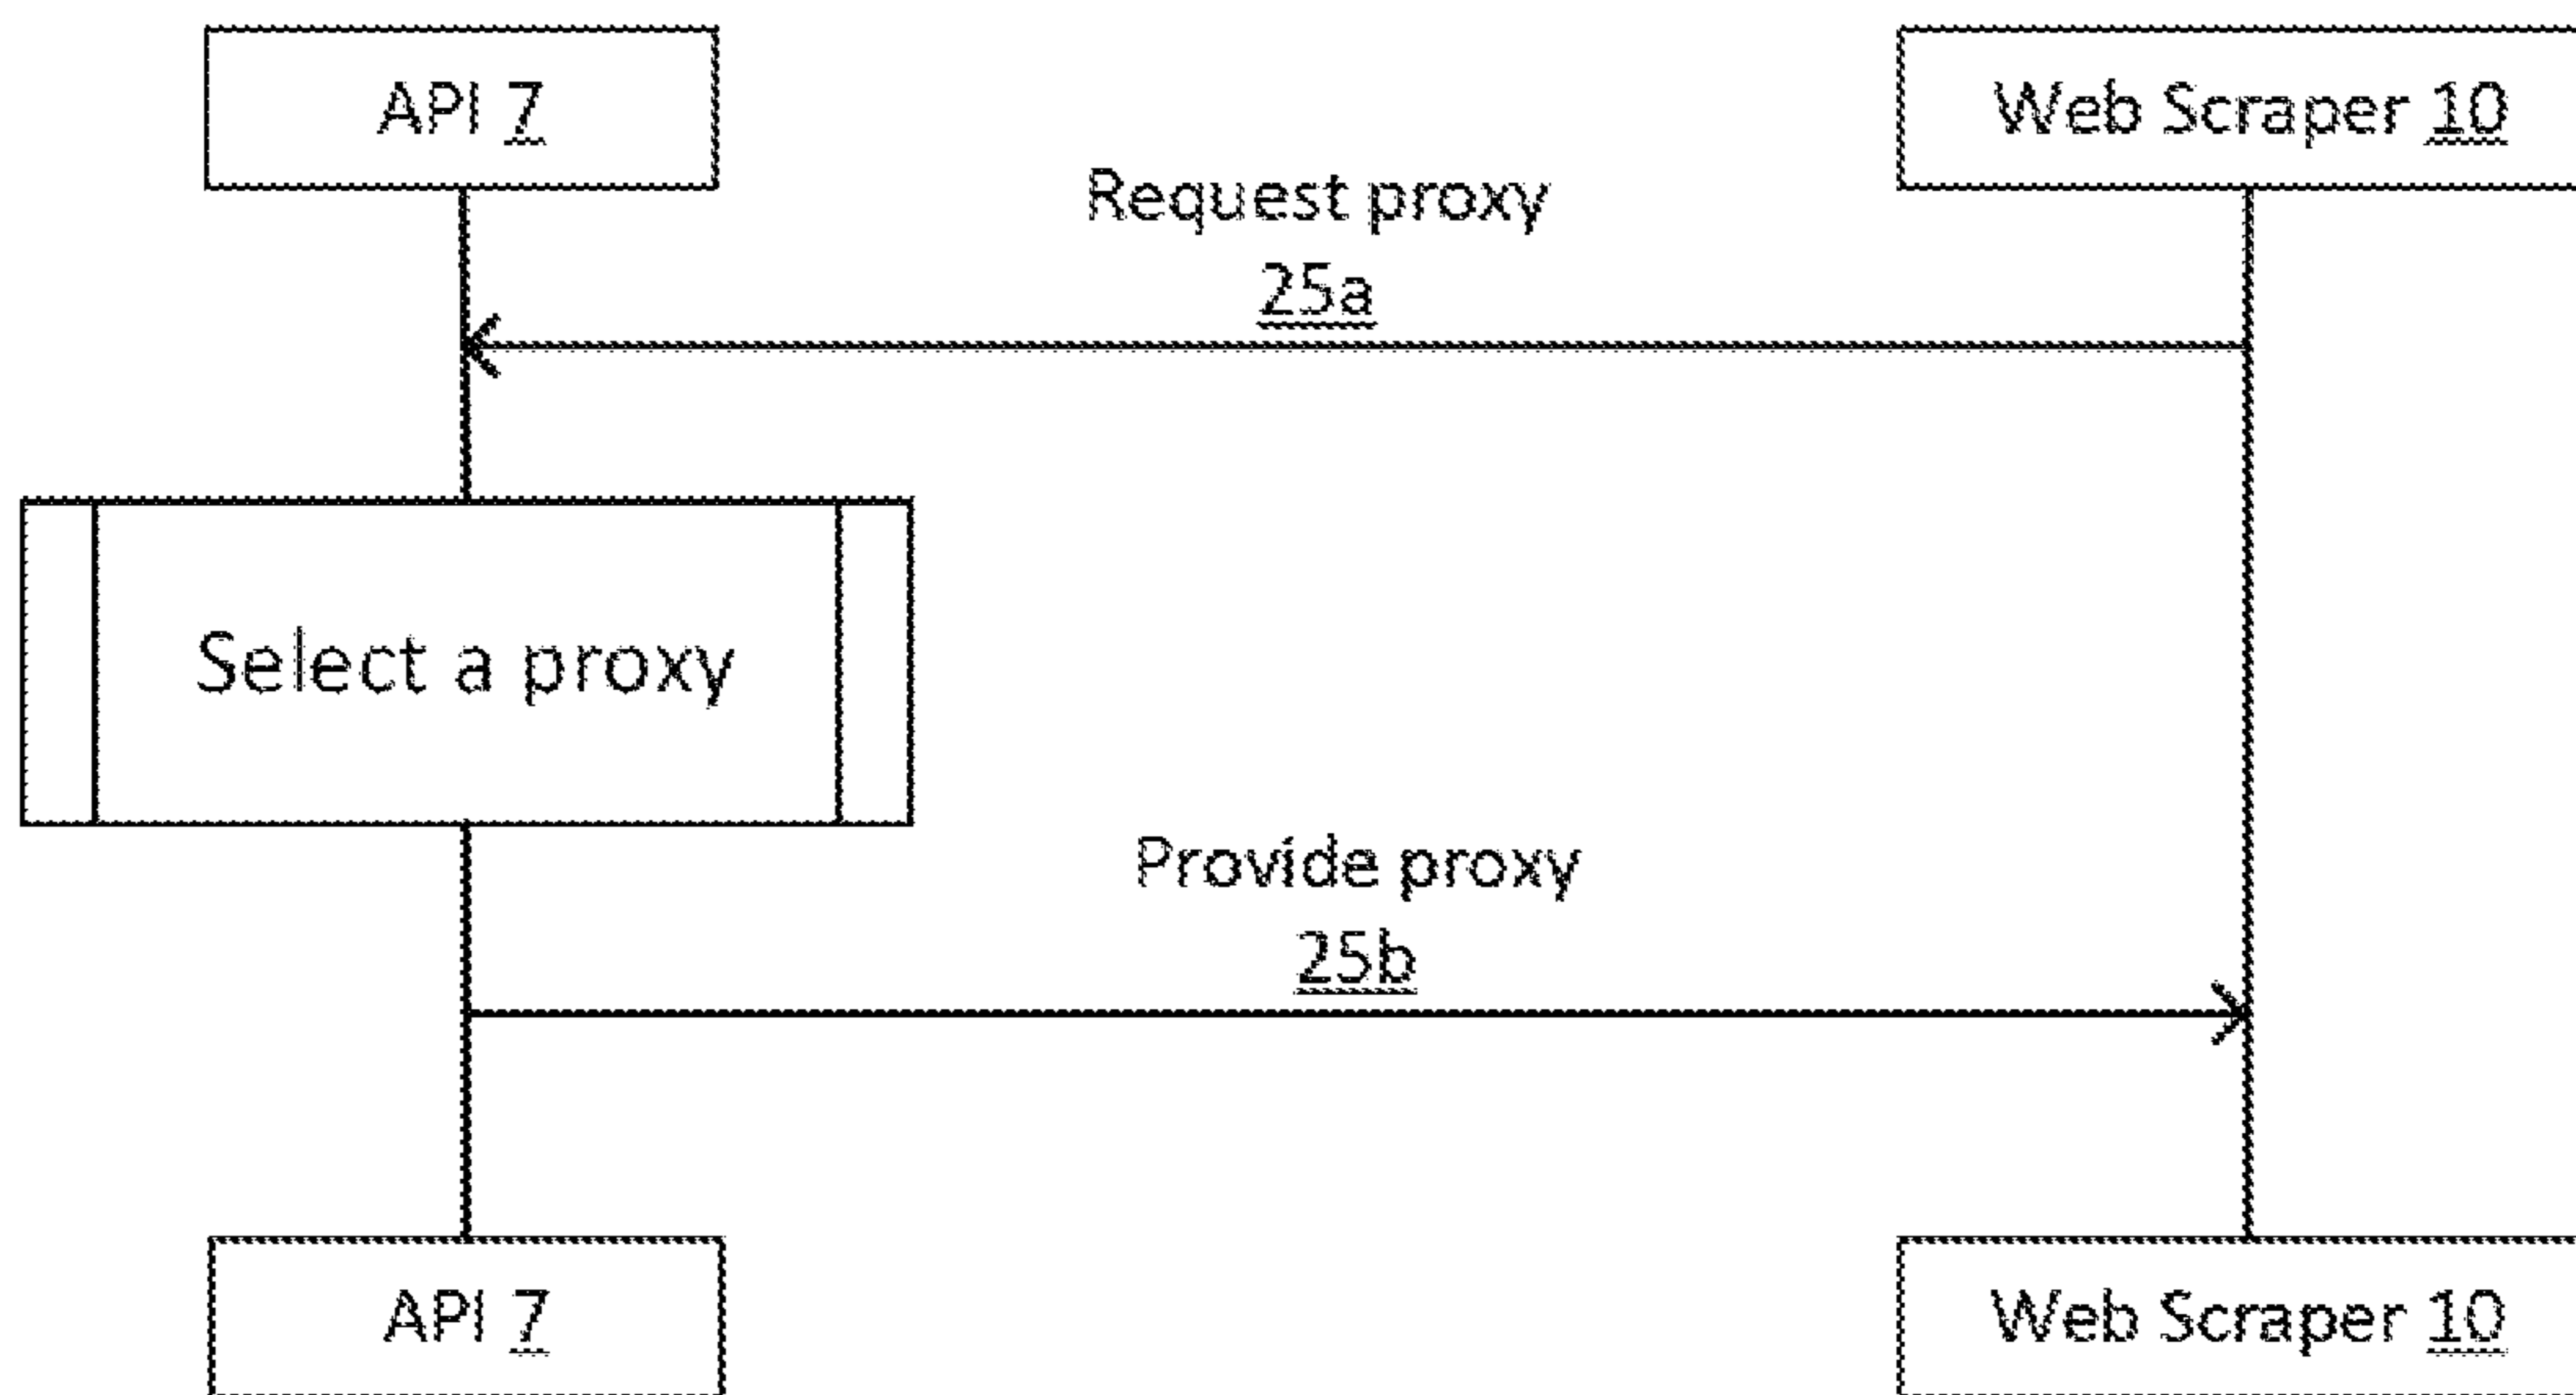 API 7
Web Scraper 10
Request proxy
25a
Select a proxy
Provide proxy
25b
API 7
Web Scraper 10